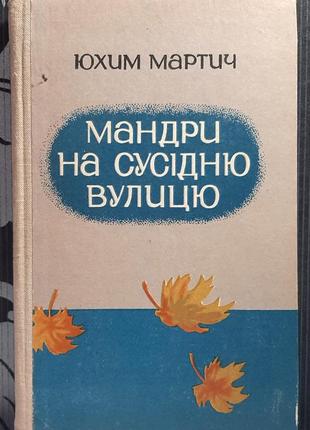 ЮХИМ МАРТИЧ
МАНДРИ
НА СУСІДНЮ
ВУЛИЦЮ